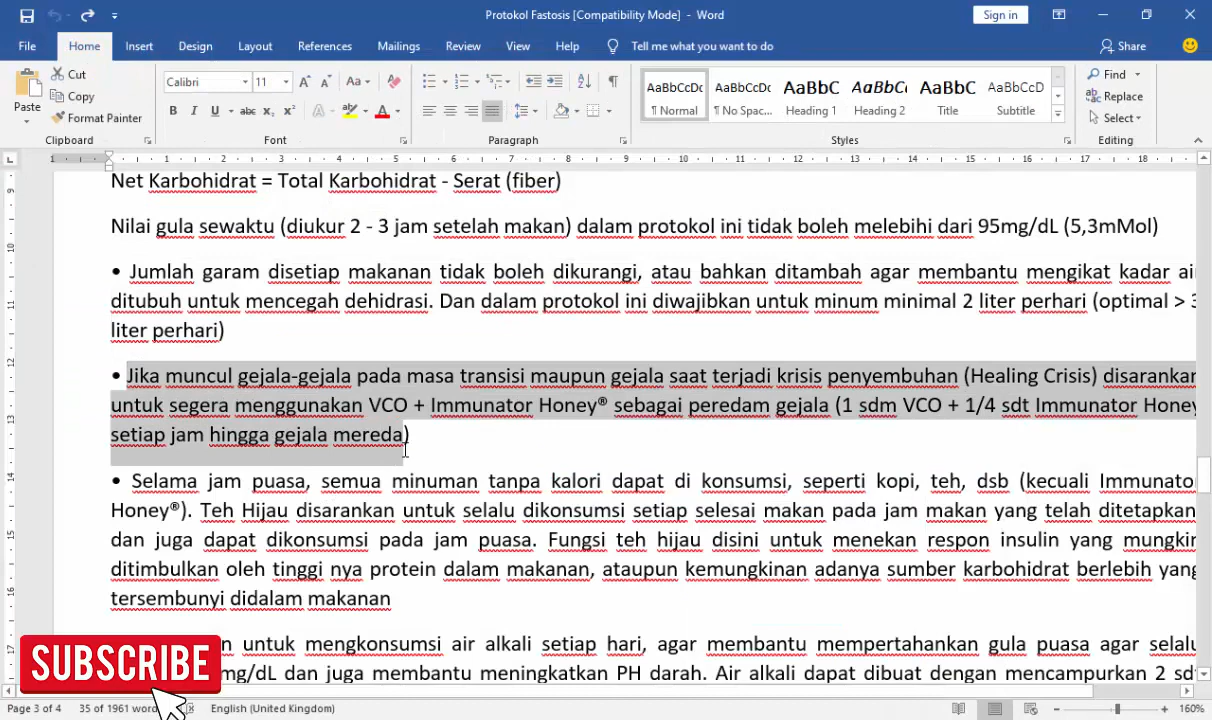 Protokol Fastosis [Compatibility Mode] - Word
Sign in
File Home Insert Design Layout References Mailings Review View Help Tell me what you want to do Share
Paste
Cut
Copy
Format Painter
Clipboard
Calibri 11
Font
Paragraph
AaBbCcDc AaBbCcDc AaBbC AaBbCc AaBbC AaBbCcD
¶ Normal ¶ No Spac... Heading 1 Heading 2 Title Subtitle
Styles
Find
Replace
Select
Editing
Net Karbohidrat = Total Karbohidrat - Serat (fiber)
Nilai gula sewaktu (diukur 2 - 3 jam setelah makan) dalam protokol ini tidak boleh melebihi dari 95mg/dL (5,3mMol)
• Jumlah garam disetiap makanan tidak boleh dikurangi, atau bahkan ditambah agar membantu mengikat kadar air
ditubuh untuk mencegah dehidrasi. Dan dalam protokol ini diwajibkan untuk minum minimal 2 liter perhari (optimal > 3
liter perhari)
• Jika muncul gejala-gejala pada masa transisi maupun gejala saat terjadi krisis penyembuhan (Healing Crisis) disarankan
untuk segera menggunakan VCO + Immunator Honey® sebagai peredam gejala (1 sdm VCO + 1/4 sdt Immunator Honey
setiap jam hingga gejala mereda)
• Selama jam puasa, semua minuman tanpa kalori dapat di konsumsi, seperti kopi, teh, dsb (kecuali Immunator
Honey®). Teh Hijau disarankan untuk selalu dikonsumsi setiap selesai makan pada jam makan yang telah ditetapkan,
dan juga dapat dikonsumsi pada jam puasa. Fungsi teh hijau disini untuk menekan respon insulin yang mungkin
ditimbulkan oleh tinggi nya protein dalam makanan, ataupun kemungkinan adanya sumber karbohidrat berlebih yang
tersembunyi didalam makanan
untuk mengkonsumsi air alkali setiap hari, agar membantu mempertahankan gula puasa agar selalu
mg/dL dan juga membantu meningkatkan PH darah. Air alkali dapat dibuat dengan mencampurkan 2 sdt
SUBSCRIBE
Page 3 of 4 35 of 1961 word English (United Kingdom) 160%